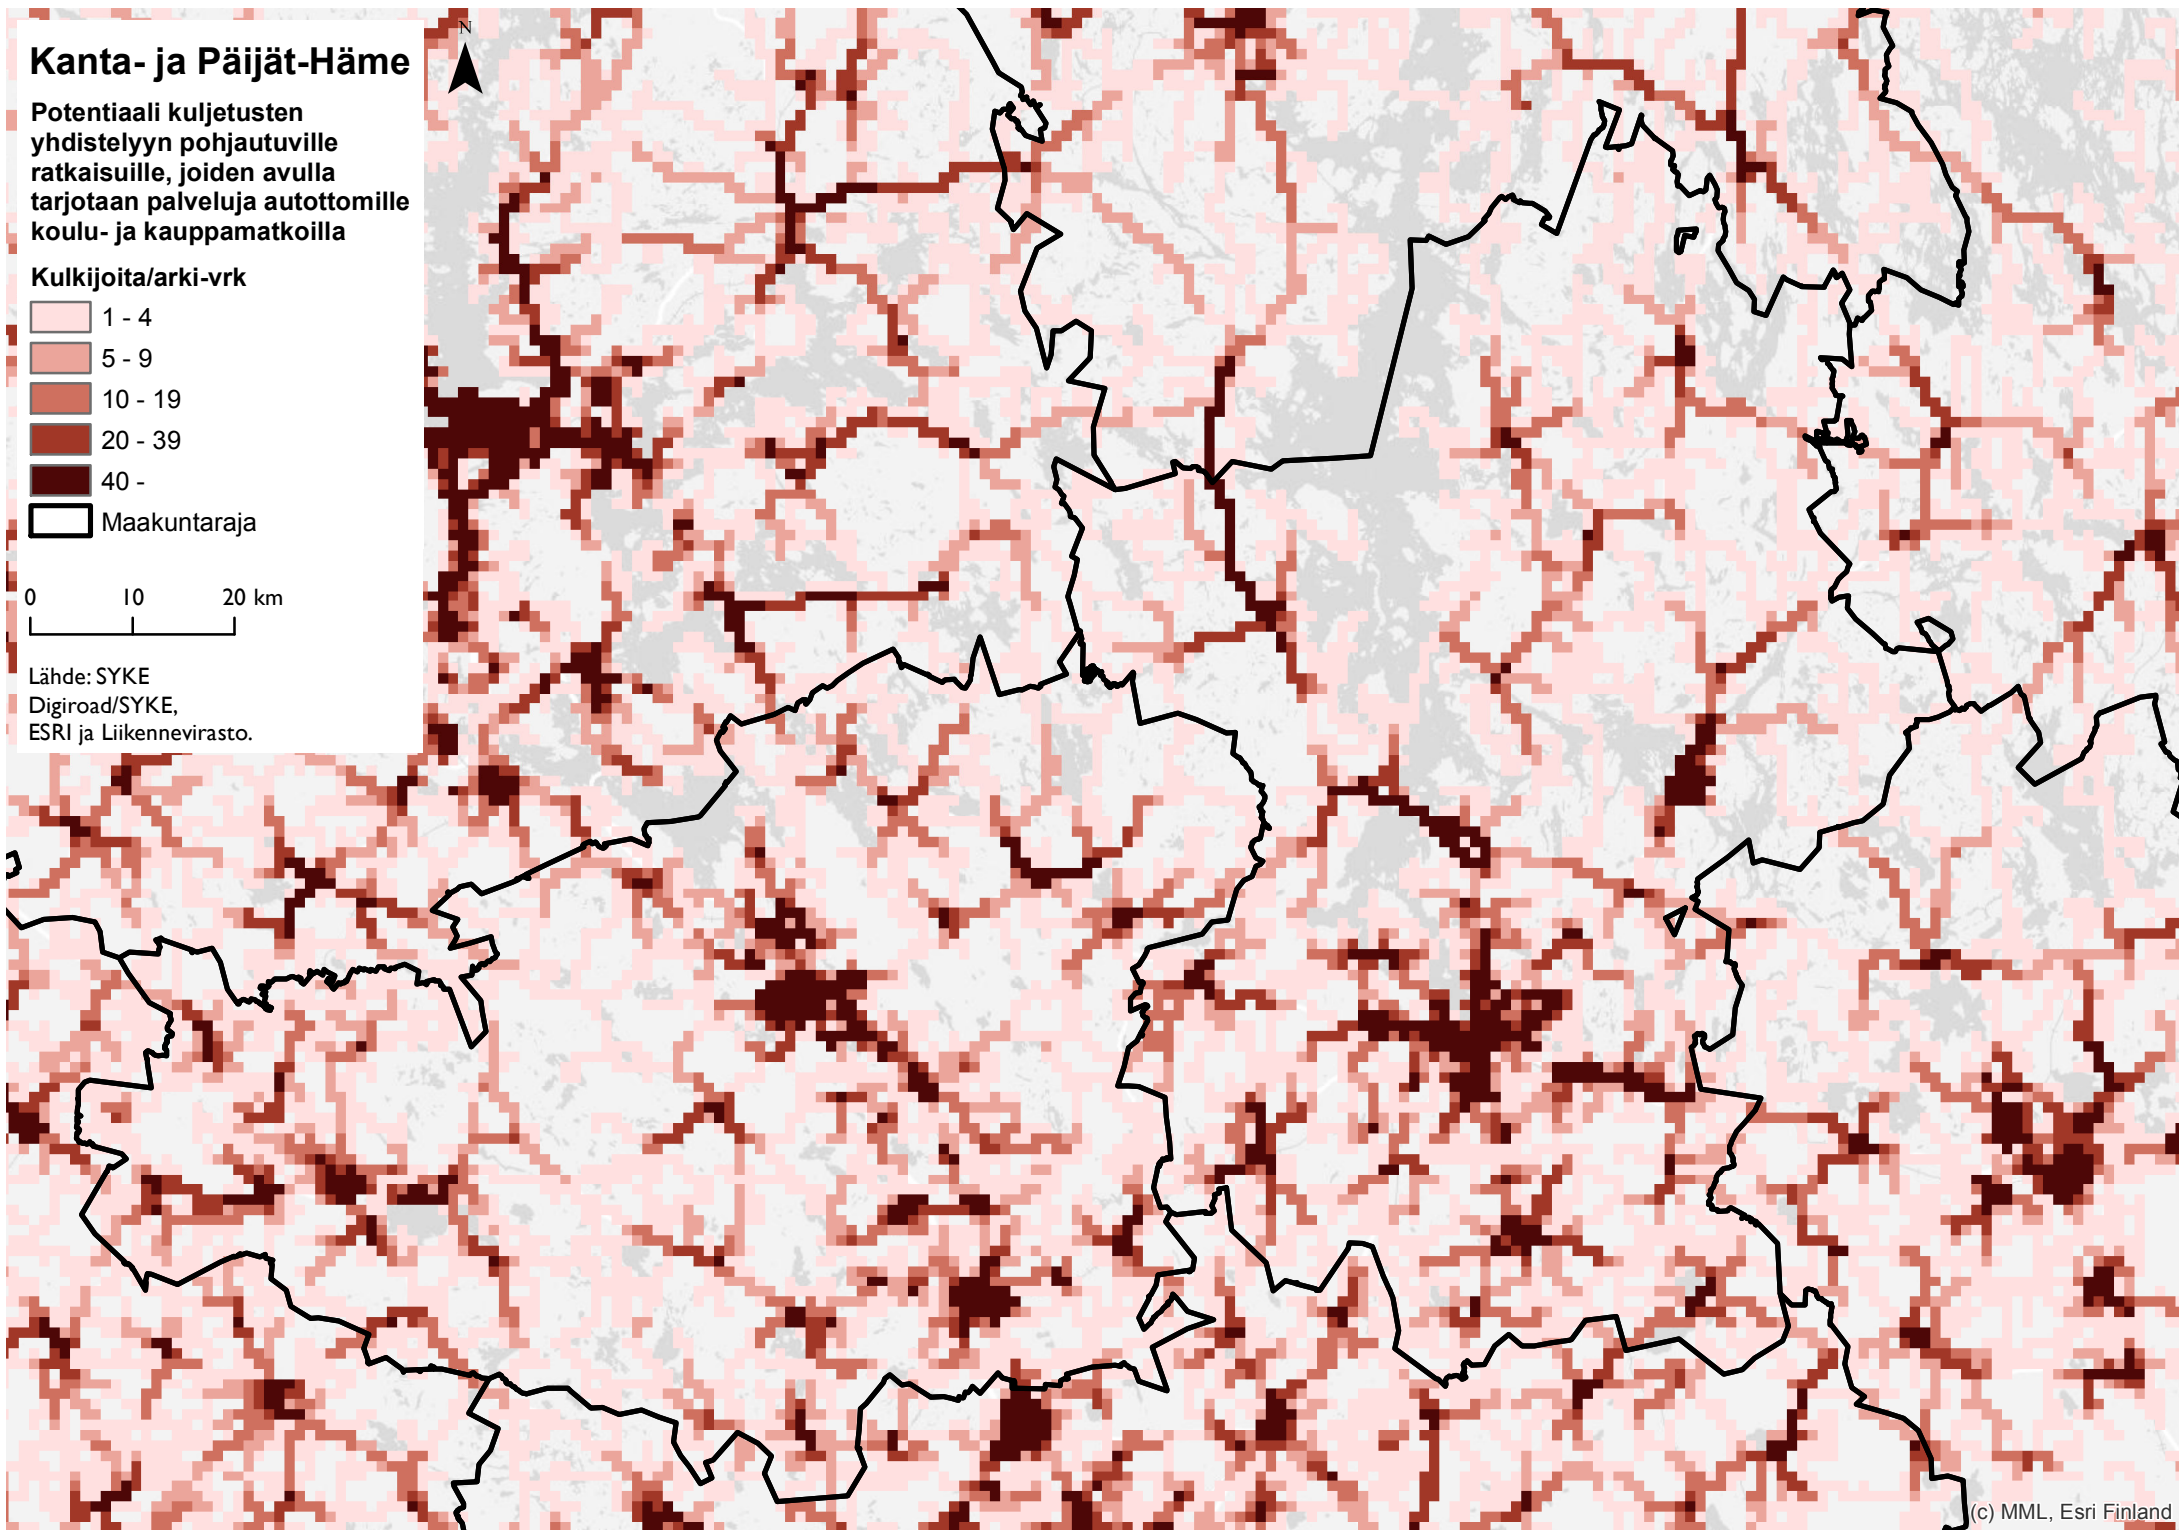 N
Kanta- ja Päijät-Häme
Potentiaali kuljetusten
yhdistelyyn pohjautuville
ratkaisuille, joiden avulla
tarjotaan palveluja autottomille
koulu- ja kauppamatkoilla
Kulkijoita/arki-vrk
1 - 4
5 - 9
10 - 19
20 - 39
40 -
Maakuntaraja
0 10 20 km
Lähde: SYKE
Digiroad/SYKE,
ESRI ja Liikennevirasto.
(c) MML, Esri Finland